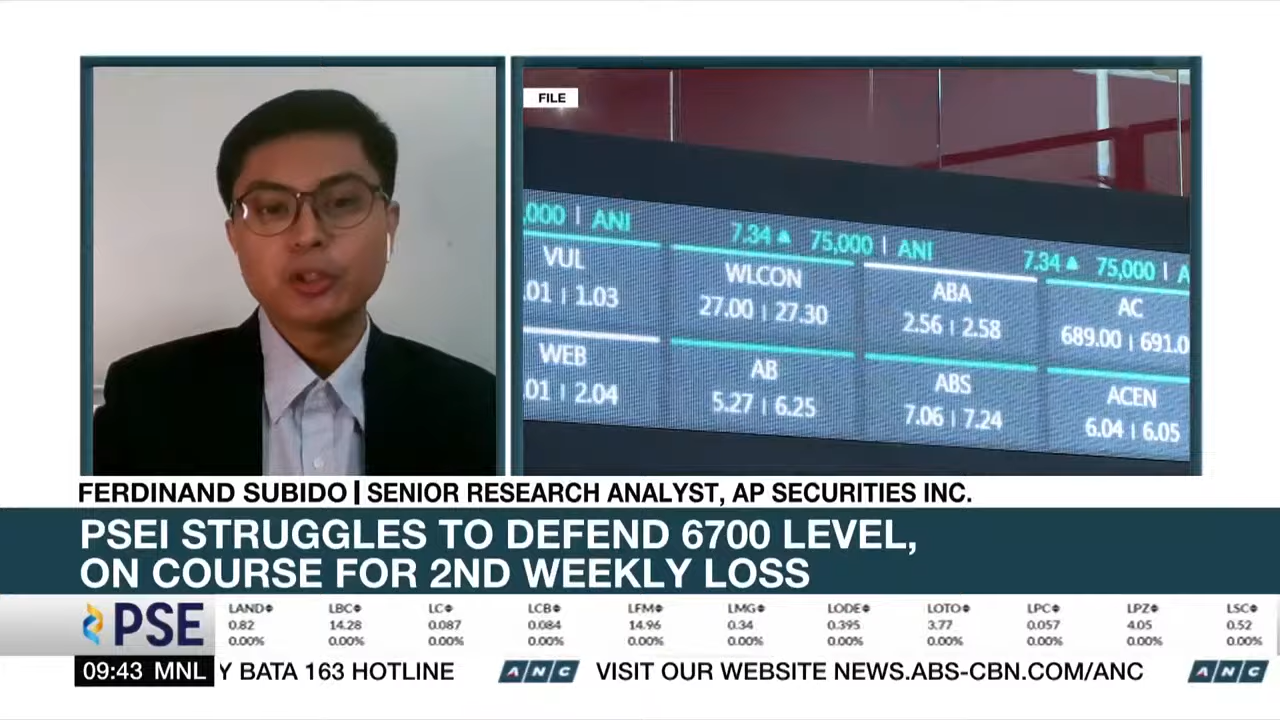 FILE
.000 | ANI 7.34 ▲ 75,000 | ANI 7.34 ▲ 75,000 | A
VUL WLCON ABA AC
.01 | 1.03 27.00 | 27.30 2.56 | 2.58 689.00 | 691.0
WEB AB ABS ACEN
.01 | 2.04 5.27 | 6.25 7.06 | 7.24 6.04 | 6.05
FERDINAND SUBIDO | SENIOR RESEARCH ANALYST, AP SECURITIES INC.
PSEI STRUGGLES TO DEFEND 6700 LEVEL,
ON COURSE FOR 2ND WEEKLY LOSS
PSE
LAND LBC LC LCB LFM LMG LODE LOTO LPC LPZ LSC
0.82 14.28 0.087 0.084 14.96 0.34 0.395 3.77 0.057 4.05 0.52
0.00% 0.00% 0.00% 0.00% 0.00% 0.00% 0.00% 0.00% 0.00% 0.00% 0.00%
09:43 MNL Y BATA 163 HOTLINE ANC VISIT OUR WEBSITE NEWS.ABS-CBN.COM/ANC ANC